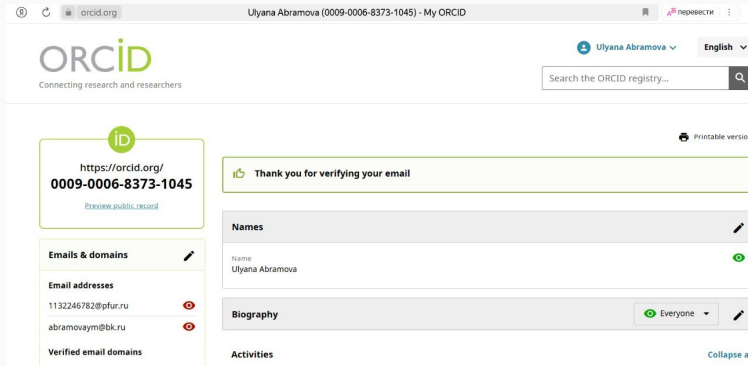 orcid.org
Ulyana Abramova (0009-0006-8373-1045) - My ORCID
перевести
ORCID
Connecting research and researchers
Ulyana Abramova
English
Search the ORCID registry...
Printable versio
iD
https://orcid.org/
0009-0006-8373-1045
Preview public record
Thank you for verifying your email
Names
Name
Ulyana Abramova
Emails & domains
Email addresses
1132246782@pfur.ru
abramovaym@bk.ru
Verified email domains
Biography
Everyone
Activities
Collapse a